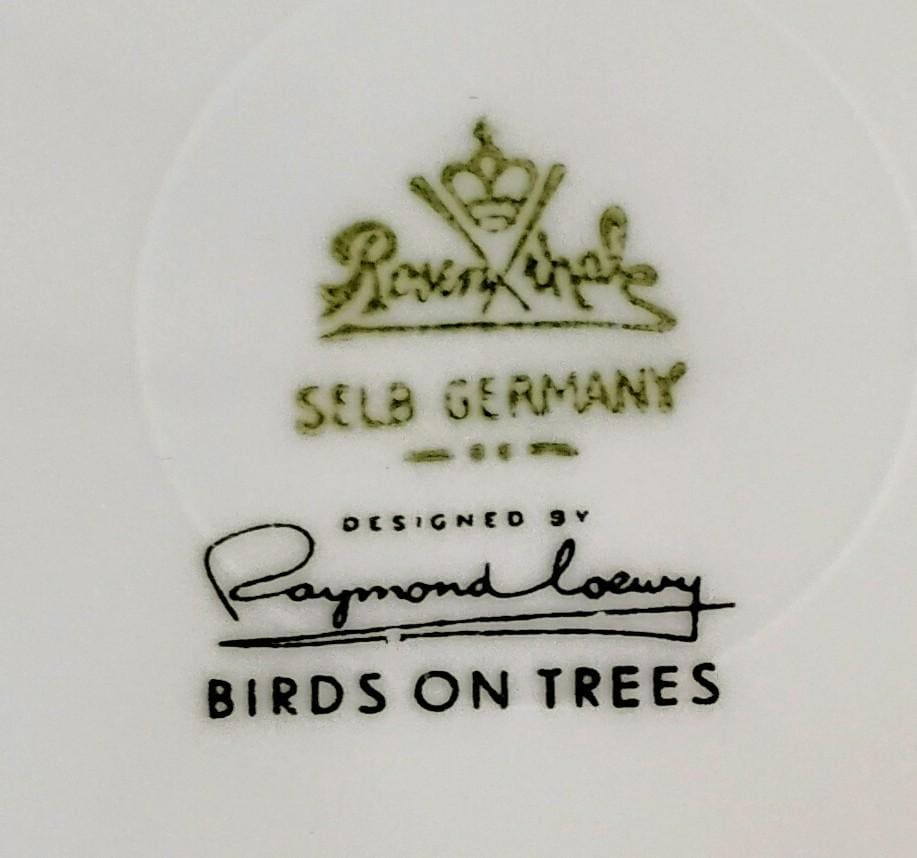 Rosenthal
SELB GERMANY
DESIGNED BY
Raymond Loewy
BIRDS ON TREES